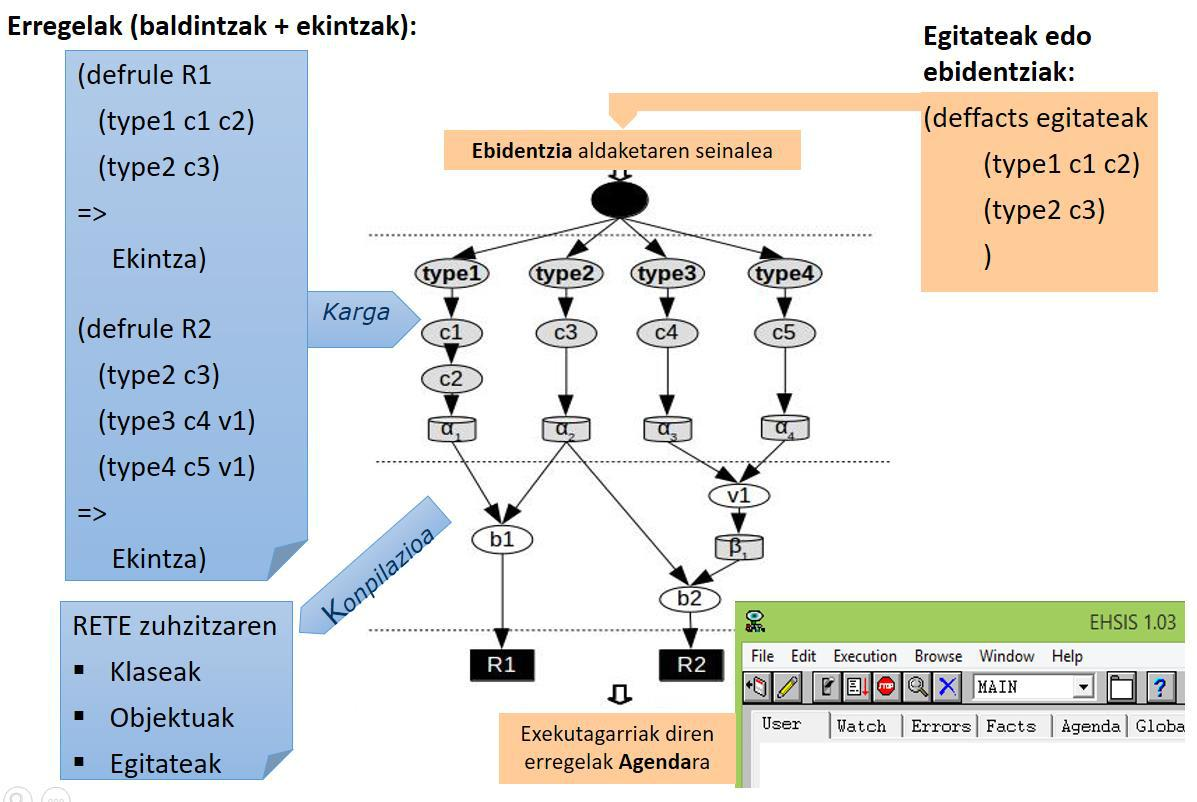 Erregelak (baldintzak + ekintzak):
(defrule R1
(type1 c1 c2)
(type2 c3)
=>
Ekintza)
(defrule R2
(type2 c3)
(type3 c4 v1)
(type4 c5 v1)
=>
Ekintza)
Karga
Konpilazioa
RETE zuhzitzaren
▪ Klaseak
▪ Objektuak
▪ Egitateak
Egitateak edo
ebidentziak:
(deffacts egitateak
(type1 c1 c2)
(type2 c3)
)
Ebidentzia aldaketaren seinalea
type1 type2 type3 type4
c1 c3 c4 c5
c2
α1 α2 α3 α4
v1
b1
β1
b2
R1 R2
Exekutagarriak diren
erregelak Agendara
EHSIS 1.03
File Edit Execution Browse Window Help
MAIN
?
User Watch Errors Facts Agenda Globa